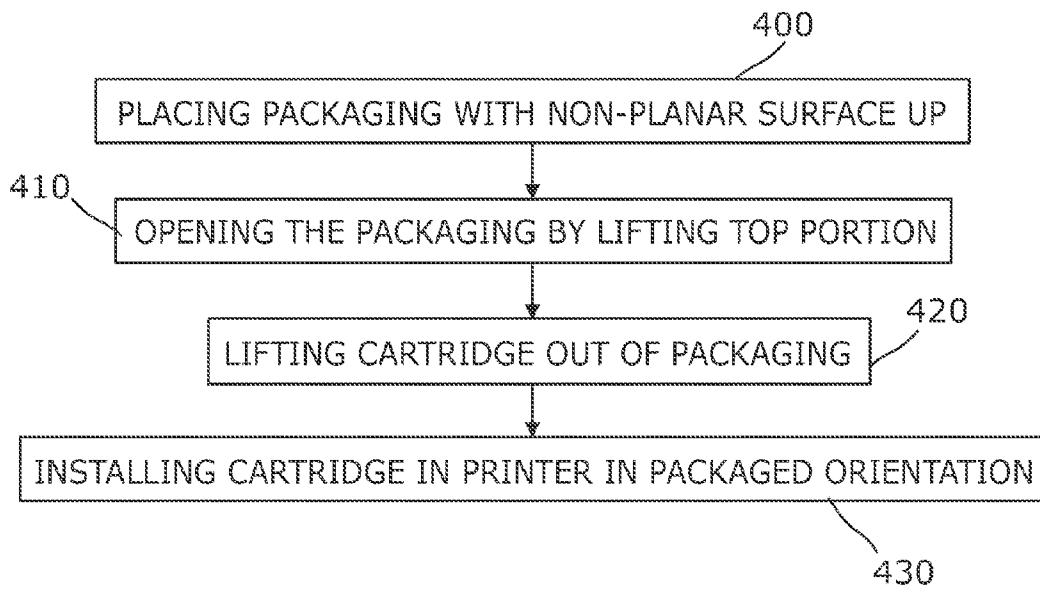 400
PLACING PACKAGING WITH NON-PLANAR SURFACE UP
410
OPENING THE PACKAGING BY LIFTING TOP PORTION
420
LIFTING CARTRIDGE OUT OF PACKAGING
INSTALLING CARTRIDGE IN PRINTER IN PACKAGED ORIENTATION
430